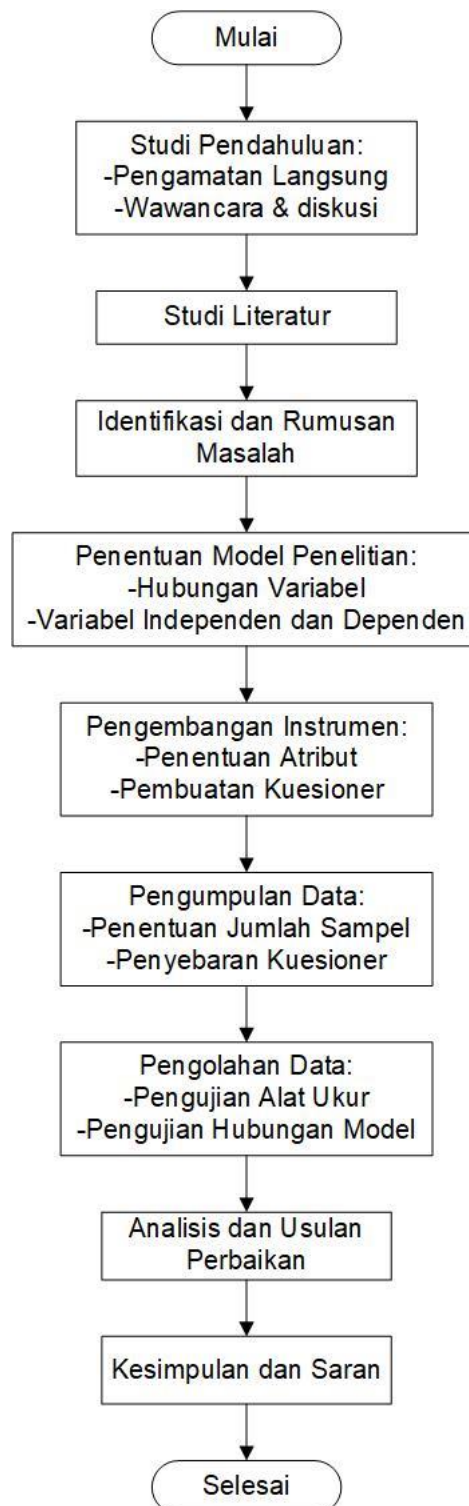 Mulai
Studi Pendahuluan:
-Pengamatan Langsung
-Wawancara & diskusi
Studi Literatur
Identifikasi dan Rumusan
Masalah
Penentuan Model Penelitian:
-Hubungan Variabel
-Variabel Independen dan Dependen
Pengembangan Instrumen:
-Penentuan Atribut
-Pembuatan Kuesioner
Pengumpulan Data:
-Penentuan Jumlah Sampel
-Penyebaran Kuesioner
Pengolahan Data:
-Pengujian Alat Ukur
-Pengujian Hubungan Model
Analisis dan Usulan
Perbaikan
Kesimpulan dan Saran
Selesai